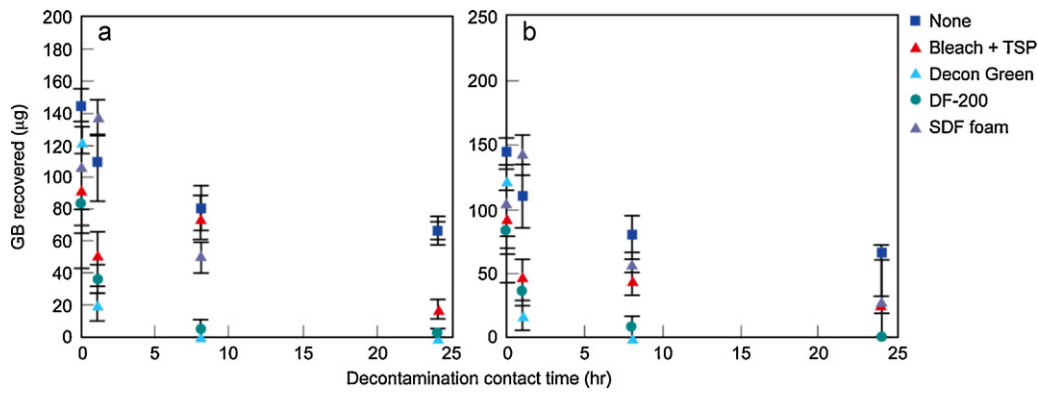 200
180
160
140
120
100
80
60
40
20
0
a
0 5 10 15 20 25
250
200
150
100
50
0
b
0 5 10 15 20 25
GB recovered (µg)
Decontamination contact time (hr)
None
Bleach + TSP
Decon Green
DF-200
SDF foam